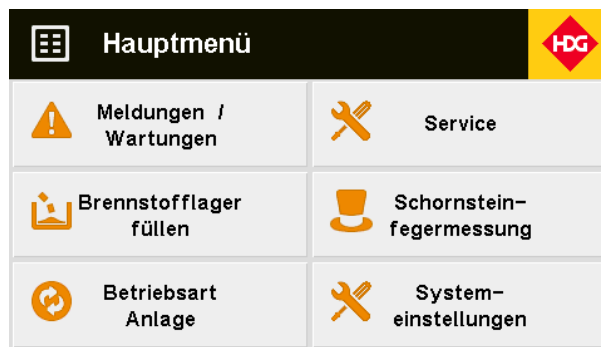 Hauptmenü
HDG
Meldungen /
Wartungen
Service
Brennstofflager
füllen
Schornstein-
fegermessung
Betriebsart
Anlage
System-
einstellungen